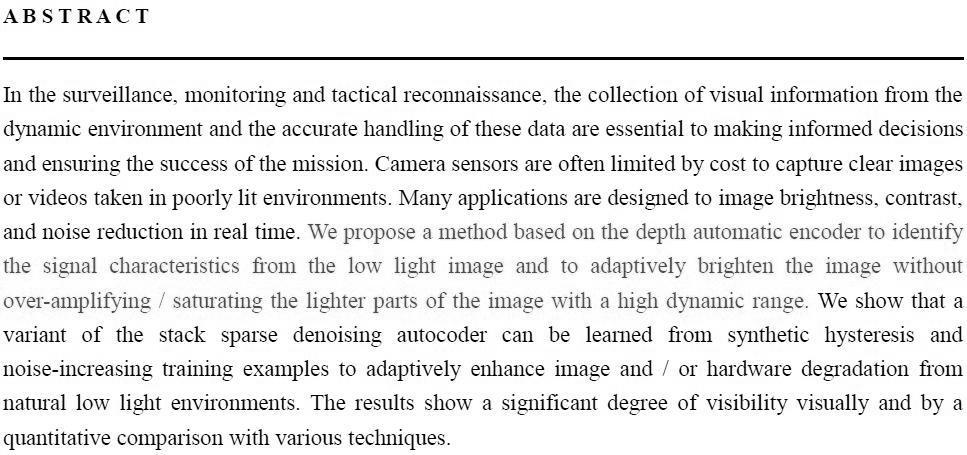 ABSTRACT
In the surveillance, monitoring and tactical reconnaissance, the collection of visual information from the
dynamic environment and the accurate handling of these data are essential to making informed decisions
and ensuring the success of the mission. Camera sensors are often limited by cost to capture clear images
or videos taken in poorly lit environments. Many applications are designed to image brightness, contrast,
and noise reduction in real time. We propose a method based on the depth automatic encoder to identify
the signal characteristics from the low light image and to adaptively brighten the image without
over-amplifying / saturating the lighter parts of the image with a high dynamic range. We show that a
variant of the stack sparse denoising autocoder can be learned from synthetic hysteresis and
noise-increasing training examples to adaptively enhance image and / or hardware degradation from
natural low light environments. The results show a significant degree of visibility visually and by a
quantitative comparison with various techniques.